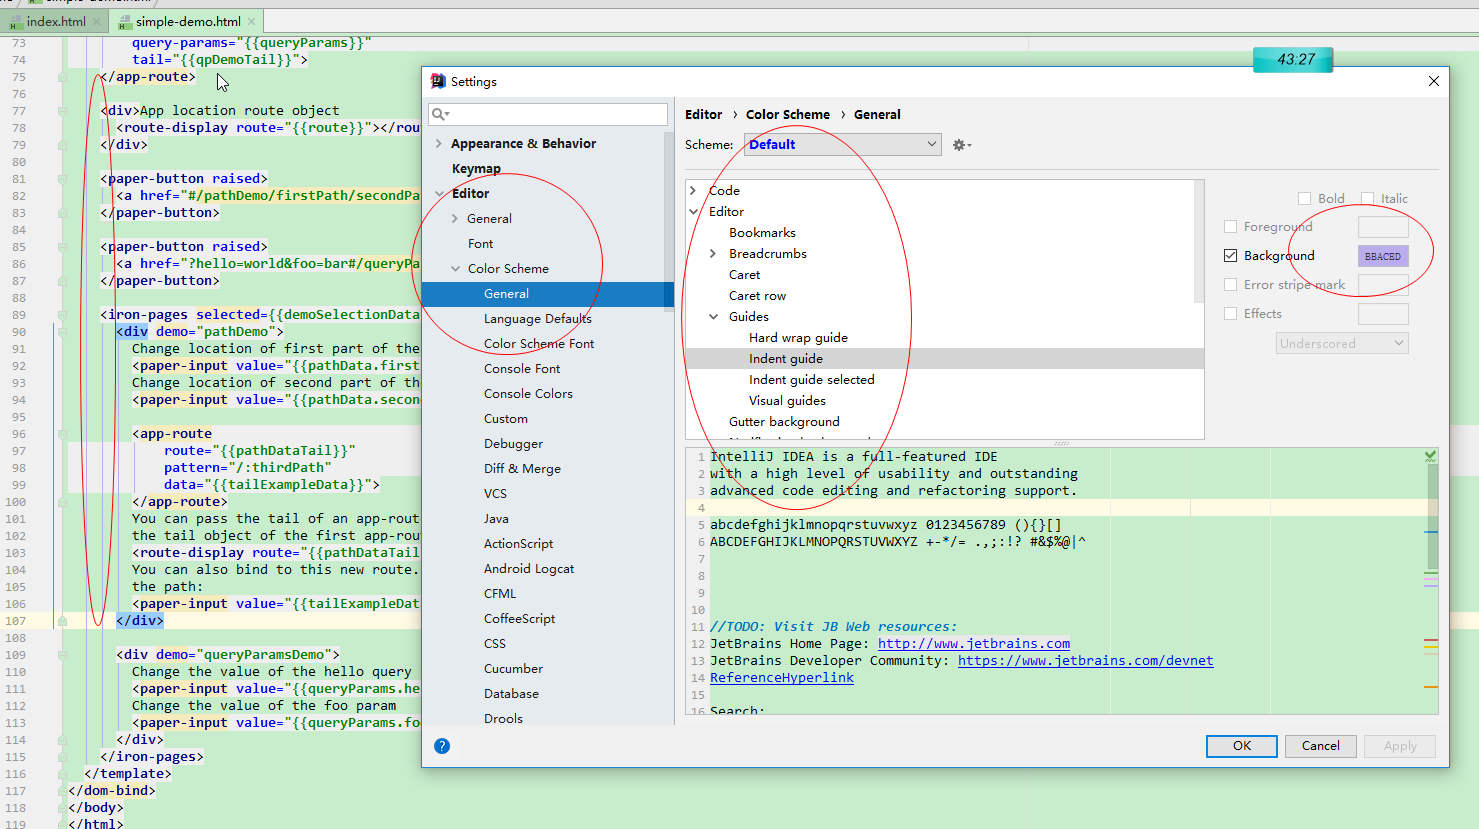 index.html
simple-demo.html
73 query-params="{{queryParams}}"
74 tail="{{qpDemoTail}}">
75 </app-route>
76
77 <div>App location route object
78 <route-display route="{{route}}"></rou
79 </div>
80
81 <paper-button raised>
82 <a href="#/pathDemo/firstPath/secondPa
83 </paper-button>
84
85 <paper-button raised>
86 <a href="?hello=world&foo=bar#/queryPa
87 </paper-button>
88
89 <iron-pages selected={{demoSelectionData
90 <div demo="pathDemo">
91 Change location of first part of the
92 <paper-input value="{{pathData.first
93 Change location of second part of th
94 <paper-input value="{{pathData.secon
95
96 <app-route
97 route="{{pathDataTail}}"
98 pattern="/:thirdPath"
99 data="{{tailExampleData}}">
100 </app-route>
101 You can pass the tail of an app-rout
102 the tail object of the first app-rou
103 <route-display route="{{pathDataTail
104 You can also bind to this new route.
105 the path:
106 <paper-input value="{{tailExampleDat
107 </div>
108
109 <div demo="queryParamsDemo">
110 Change the value of the hello query
111 <paper-input value="{{queryParams.he
112 Change the value of the foo param
113 <paper-input value="{{queryParams.fo
114 </div>
115 </iron-pages>
116 </template>
117 </dom-bind>
118 </body>
119 </html>
43:27
Settings
Appearance & Behavior
Keymap
Editor
General
Font
Color Scheme
General
Language Defaults
Color Scheme Font
Console Font
Console Colors
Custom
Debugger
Diff & Merge
VCS
Java
ActionScript
Android Logcat
CFML
CoffeeScript
CSS
Cucumber
Database
Drools
Editor › Color Scheme › General
Scheme: Default
Code
Editor
Bookmarks
Breadcrumbs
Caret
Caret row
Guides
Hard wrap guide
Indent guide
Indent guide selected
Visual guides
Gutter background
Bold Italic
Foreground
Background BBACED
Error stripe mark
Effects
Underscored
1 IntelliJ IDEA is a full-featured IDE
2 with a high level of usability and outstanding
3 advanced code editing and refactoring support.
4
5 abcdefghijklmnopqrstuvwxyz 0123456789 (){}[]
6 ABCDEFGHIJKLMNOPQRSTUVWXYZ +-*/= .,;:!? #&$%@|^
7
8
9
10
11 //TODO: Visit JB Web resources:
12 JetBrains Home Page: http://www.jetbrains.com
13 JetBrains Developer Community: https://www.jetbrains.com/devnet
14 ReferenceHyperlink
15
16 Search:
?
OK Cancel Apply